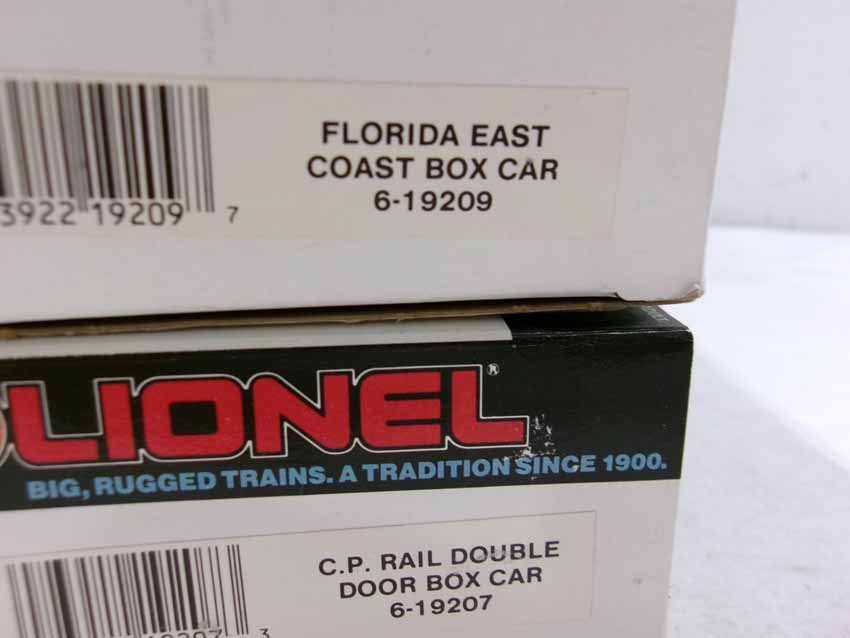 FLORIDA EAST
COAST BOX CAR
6-19209
3922 19209 7
LIONEL®
BIG, RUGGED TRAINS. A TRADITION SINCE 1900.
C.P. RAIL DOUBLE
DOOR BOX CAR
6-19207
19207 3